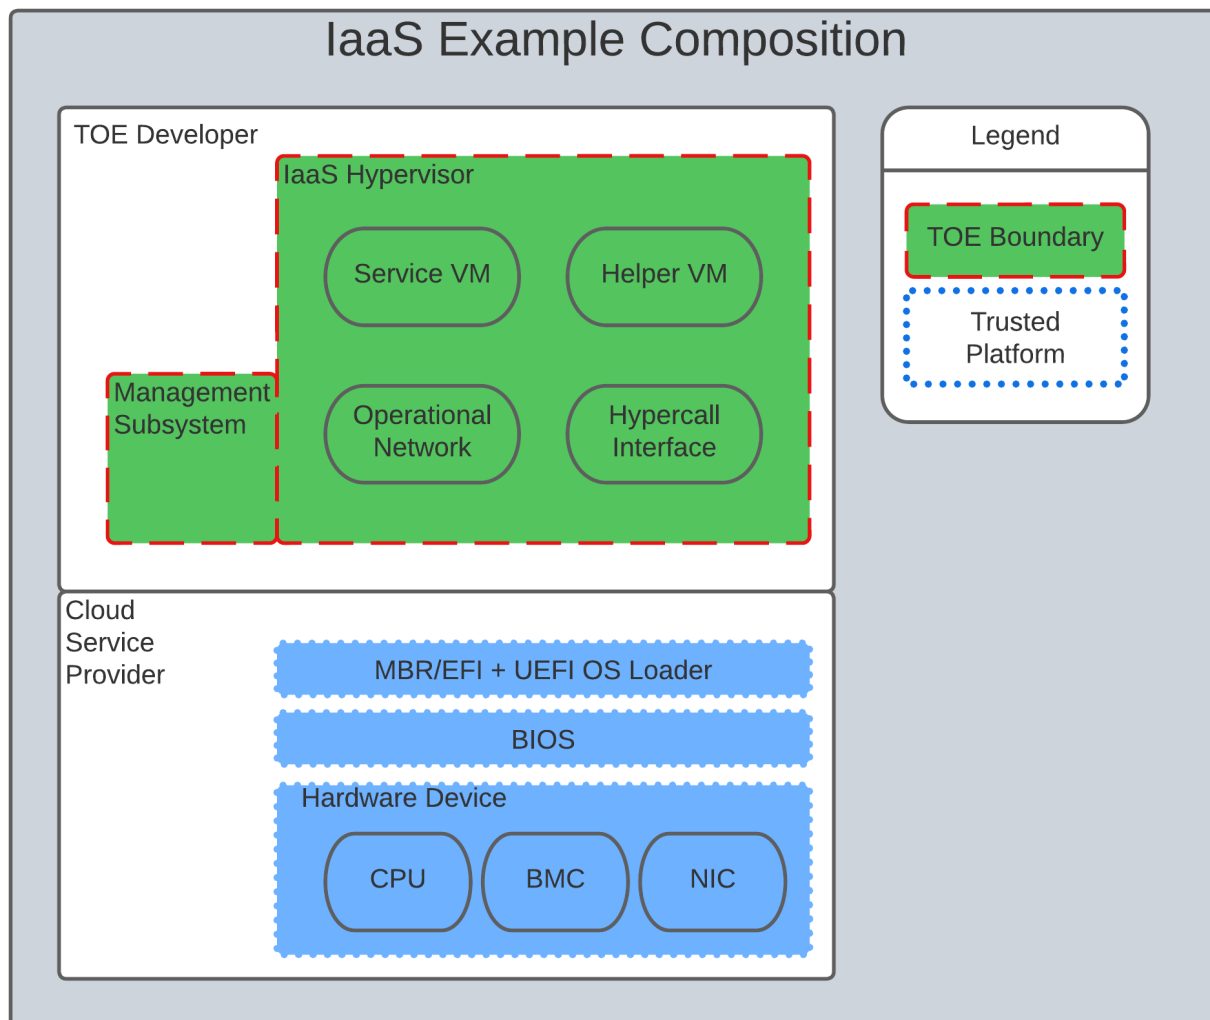 IaaS Example Composition
TOE Developer
IaaS Hypervisor
Service VM
Helper VM
Operational
Network
Hypercall
Interface
Management
Subsystem
Cloud
Service
Provider
MBR/EFI + UEFI OS Loader
BIOS
Hardware Device
CPU
BMC
NIC
Legend
TOE Boundary
Trusted
Platform